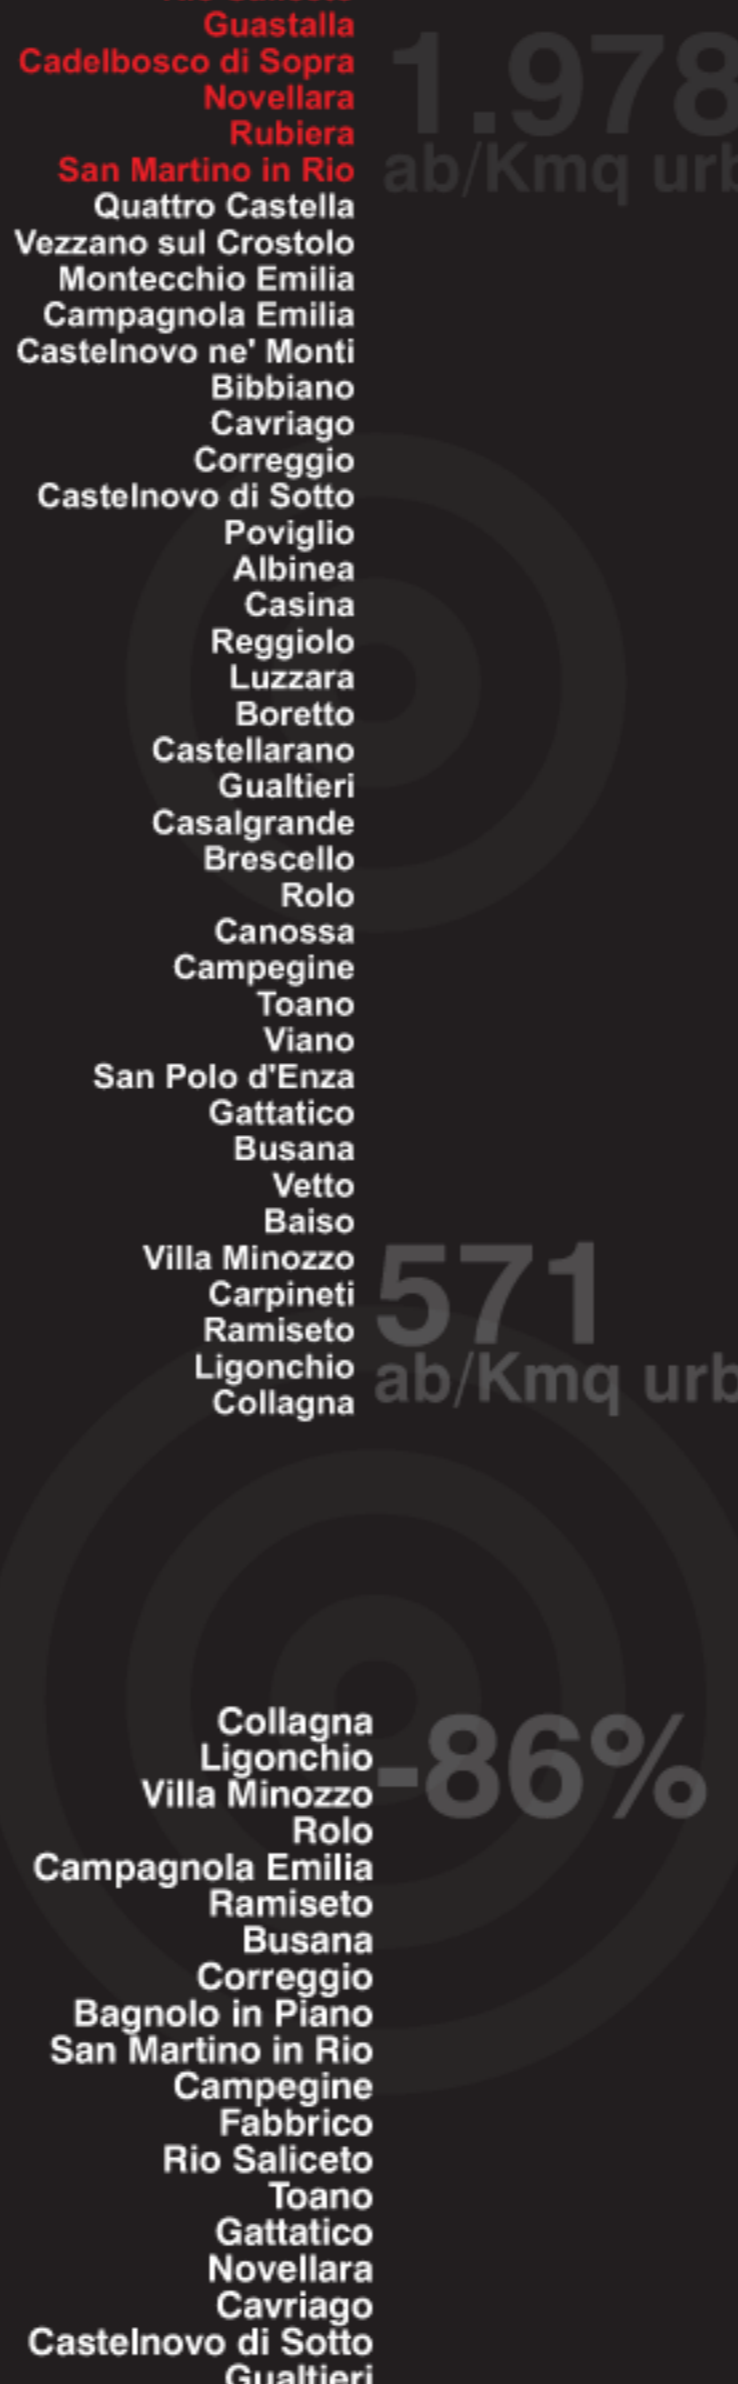 Guastalla
Cadelbosco di Sopra
Novellara
Rubiera
San Martino in Rio
1.978
ab/Kmq urb
Quattro Castella
Vezzano sul Crostolo
Montecchio Emilia
Campagnola Emilia
Castelnovo ne' Monti
Bibbiano
Cavriago
Correggio
Castelnovo di Sotto
Poviglio
Albinea
Casina
Reggiolo
Luzzara
Boretto
Castellarano
Gualtieri
Casalgrande
Brescello
Rolo
Canossa
Campegine
Toano
Viano
San Polo d'Enza
Gattatico
Busana
Vetto
Baiso
Villa Minozzo
Carpineti
Ramiseto
Ligonchio
Collagna
571
ab/Kmq urb
Collagna
Ligonchio
Villa Minozzo
-86%
Rolo
Campagnola Emilia
Ramiseto
Busana
Correggio
Bagnolo in Piano
San Martino in Rio
Campegine
Fabbrico
Rio Saliceto
Toano
Gattatico
Novellara
Cavriago
Castelnovo di Sotto
Gualtieri